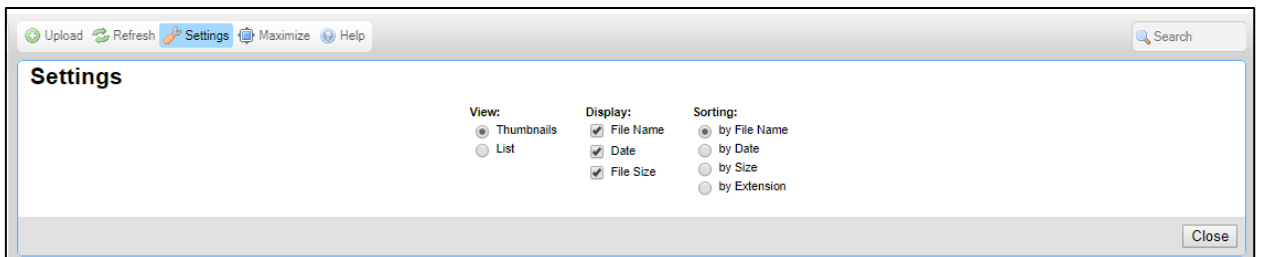 Upload Refresh Settings Maximize Help Search
Settings
View: Display: Sorting:
Thumbnails File Name by File Name
List Date by Date
File Size by Size
by Extension
Close